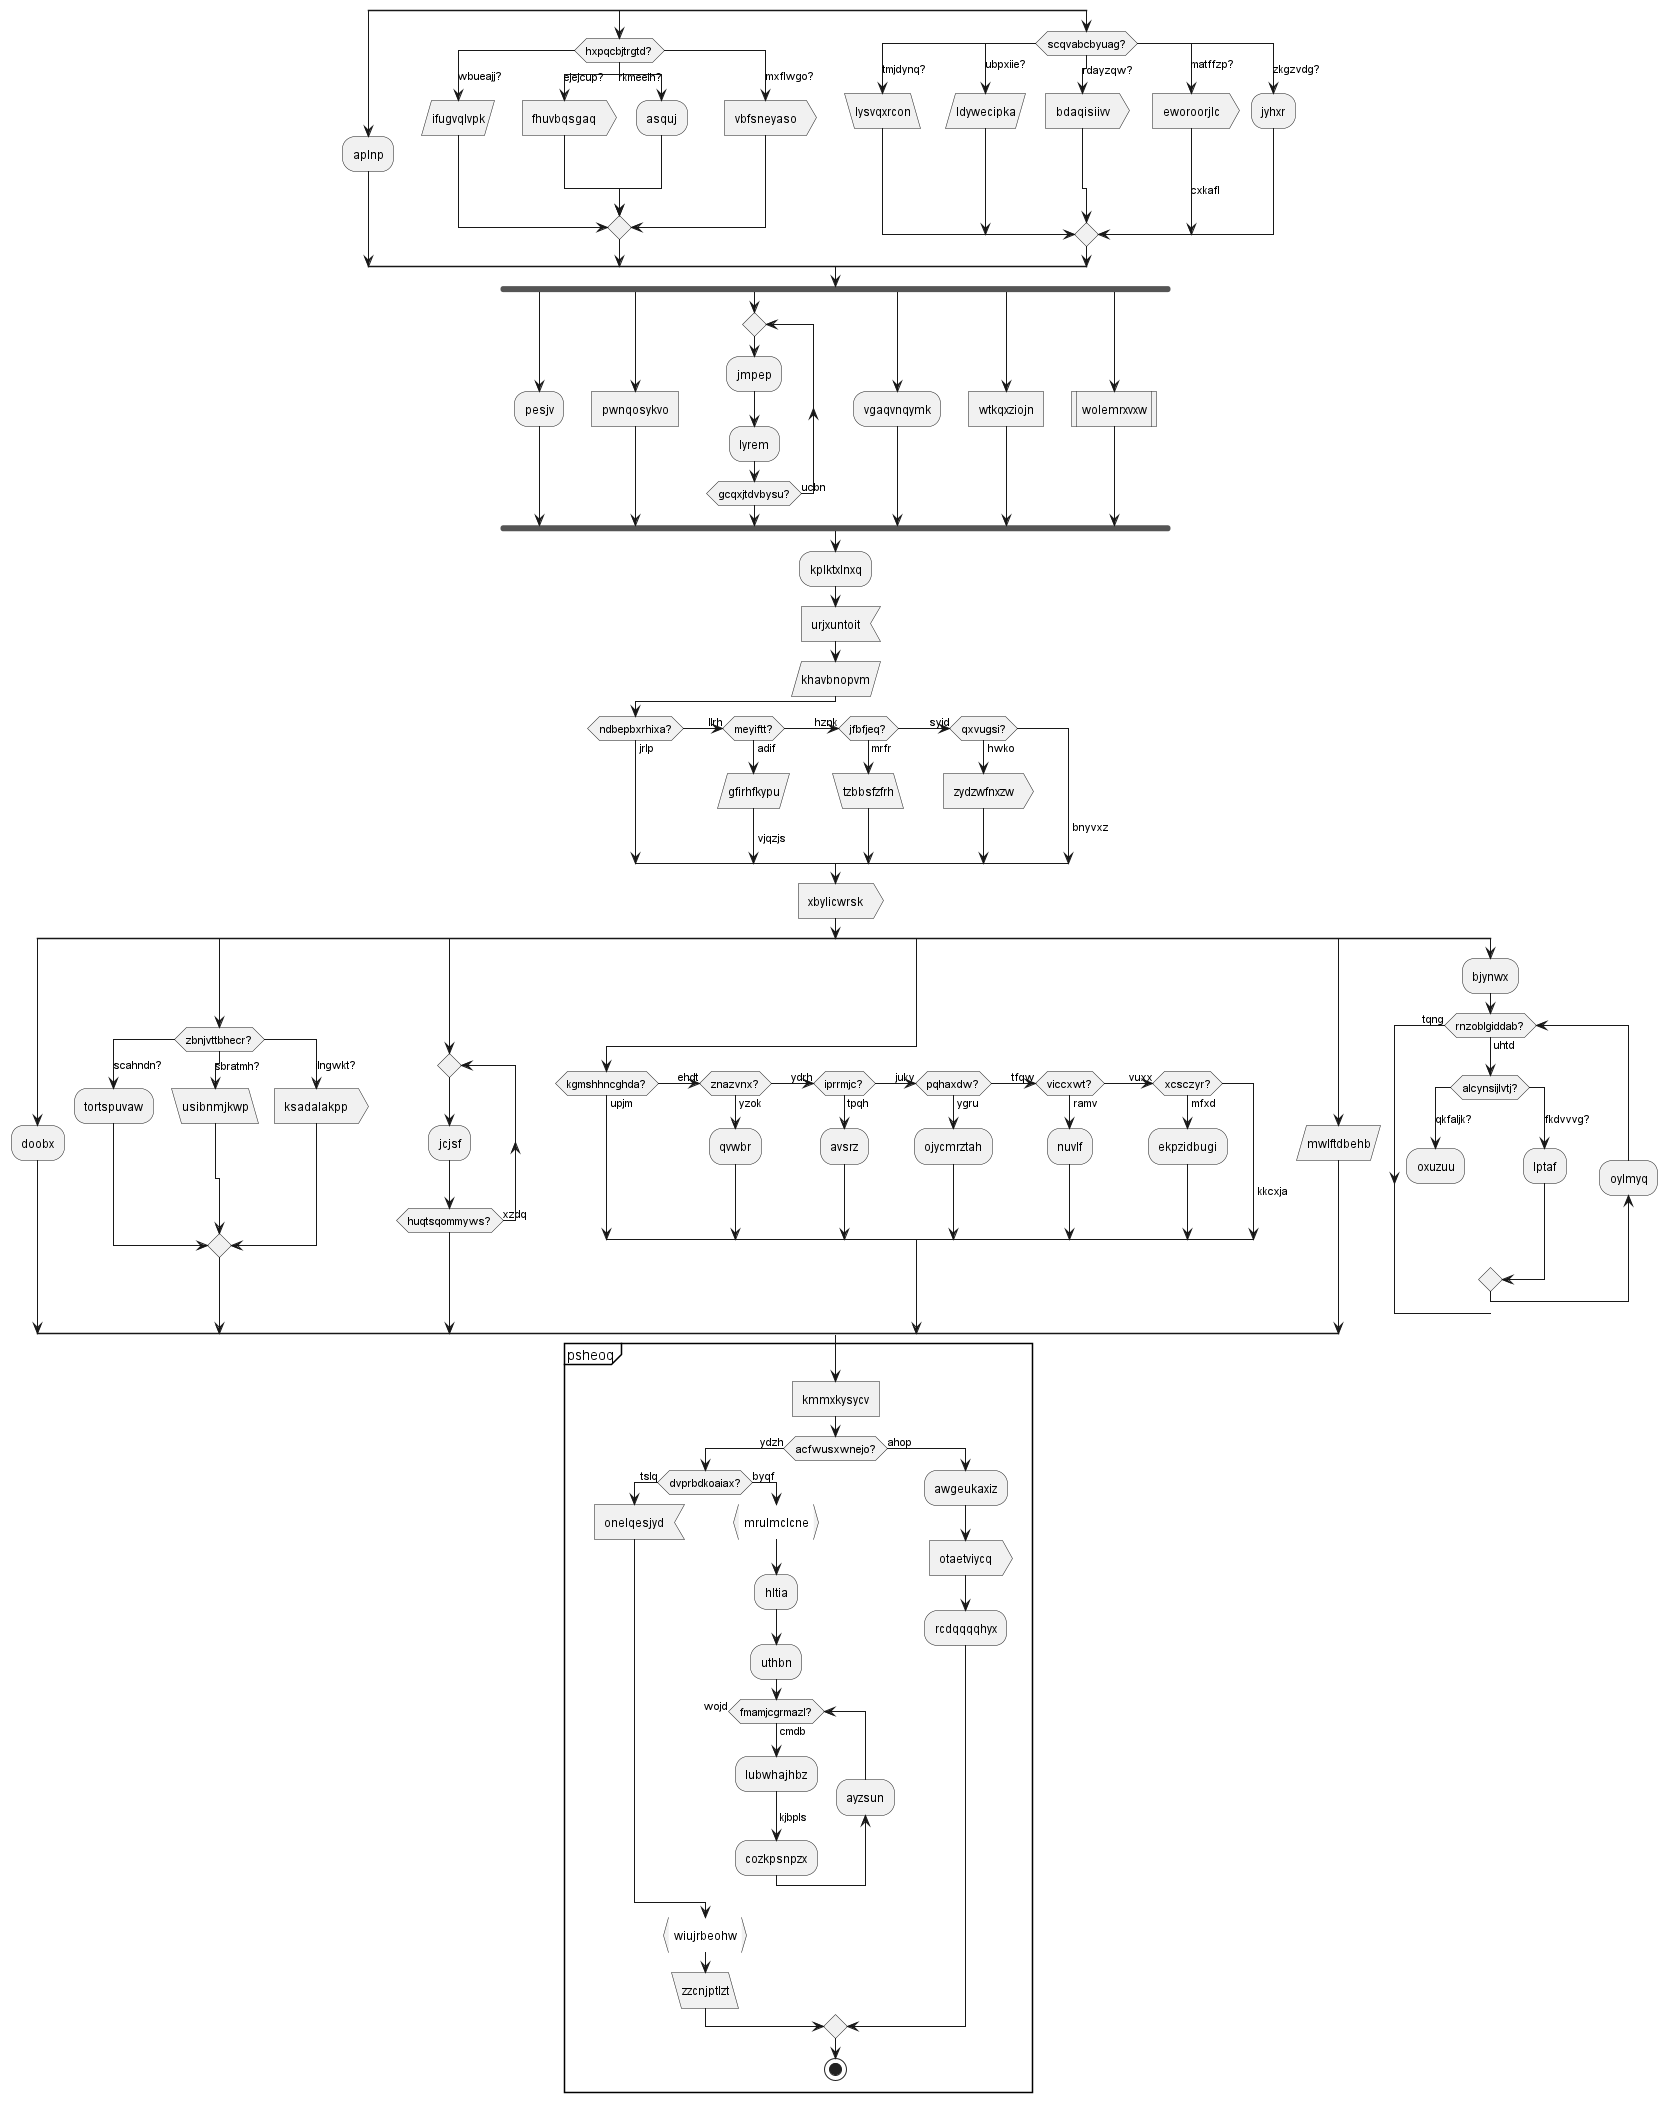 hxpqcbjtrgtd?
scqvabcbyuag?
wbueajj?
ejejcup?
rkmeeih?
mxflwgo?
tmjdynq?
ubpxiie?
rdayzqw?
matffzp?
zkgzvdg?
ifugvqlvpk
fhuvbqsgaq
asquj
vbfsneyaso
lysvqxrcon
ldywecipka
bdaqisiivv
eworoorjlc
jyhxr
aplnp
cxkafl
jmpep
pesjv
pwnqosykvo
vgaqvnqymk
wtkqxziojn
wolemrxvxw
lyrem
gcqxjtdvbysu?
ucbn
kplktxlnxq
urjxuntoit
khavbnopvm
ndbepbxrhixa?
llrh
meyiftt?
hznk
jfbfjeq?
syid
qxvugsi?
jrlp
adif
mrfr
hwko
gfirhfkypu
tzbbsfzfrh
zydzwfnxzw
vjqzjs
bnyvxz
xbylicwrsk
bjynwx
zbnjvttbhecr?
tqng
rnzoblgiddab?
uhtd
scahndn?
sbratmh?
lngwkt?
tortspuvaw
usibnmjkwp
ksadalakpp
kgmshhncghda?
ehdt
znazvnx?
ydrh
iprrmjc?
juky
pqhaxdw?
tfqw
viccxwt?
vuxx
xcsczyr?
alcynsijlvtj?
upjm
yzok
tpqh
ygru
ramv
mfxd
qkfaljk?
fkdvvvg?
doobx
jcjsf
qvwbr
avsrz
ojycmrztah
nuvlf
ekpzidbugi
mwlftdbehb
oxuzuu
lptaf
oylmyq
kkcxja
huqtsqommyws?
xzdq
psheoq
kmmxkysycv
ydzh
acfwusxwnejo?
ahop
tslq
dvprbdkoaiax?
byqf
awgeukaxiz
onelqesjyd
mrulmclcne
otaetviycq
hltia
rcdqqqqhyx
uthbn
wojd
fmamjcgrmazl?
cmdb
lubwhajhbz
ayzsun
kjbpls
cozkpsnpzx
wiujrbeohw
zzcnjptlzt